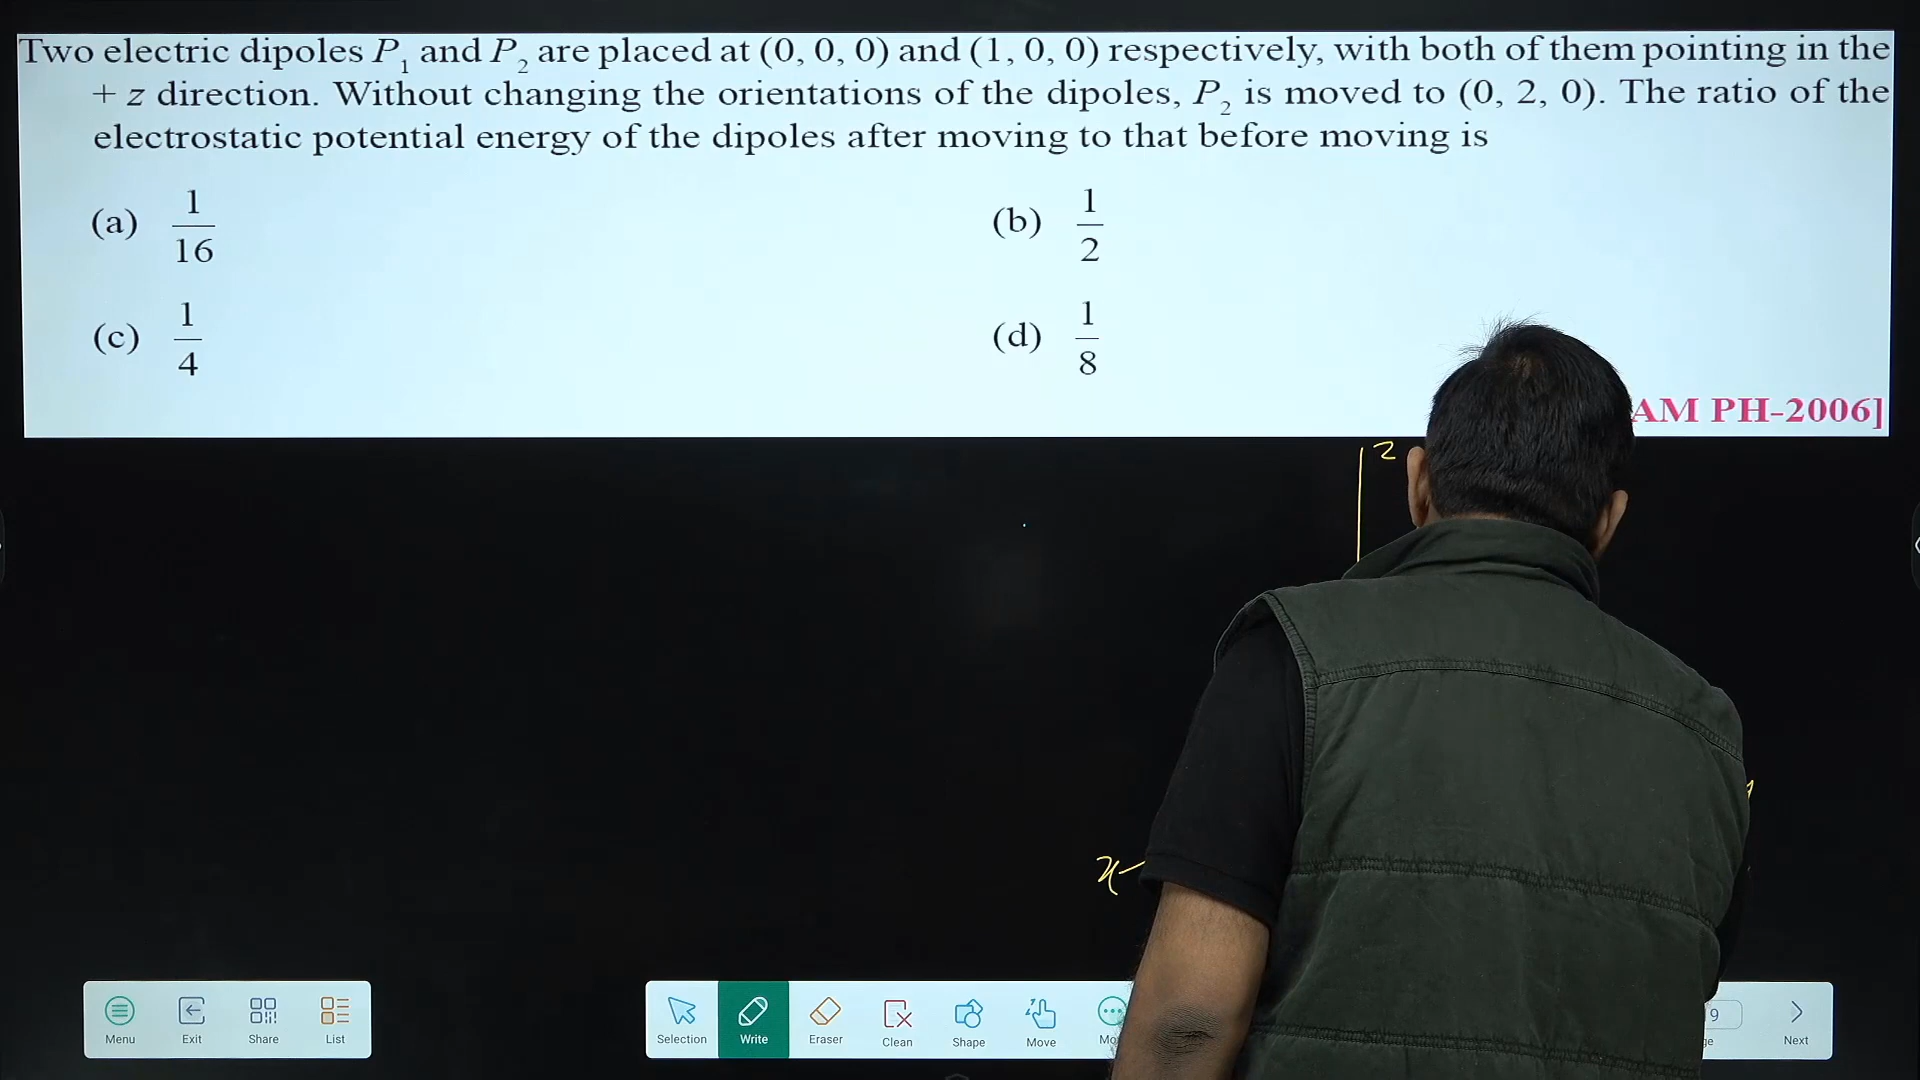 Two electric dipoles P1 and P2 are placed at (0, 0, 0) and (1, 0, 0) respectively, with both of them pointing in the
+ z direction. Without changing the orientations of the dipoles, P2 is moved to (0, 2, 0). The ratio of the
electrostatic potential energy of the dipoles after moving to that before moving is
(a) 1/16 (b) 1/2
(c) 1/4 (d) 1/8
AM PH-2006]
z
x
Menu Exit Share List Selection Write Eraser Clean Shape Move 9 Next